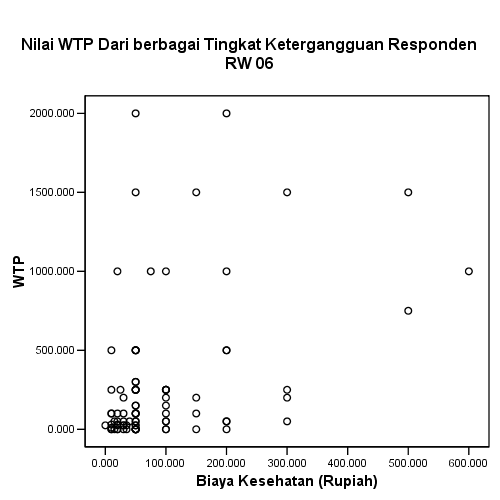 Nilai WTP Dari berbagai Tingkat Ketergangguan Responden
RW 06
2000.000
1500.000
1000.000
500.000
0.000
WTP
0.000 100.000 200.000 300.000 400.000 500.000 600.000
Biaya Kesehatan (Rupiah)